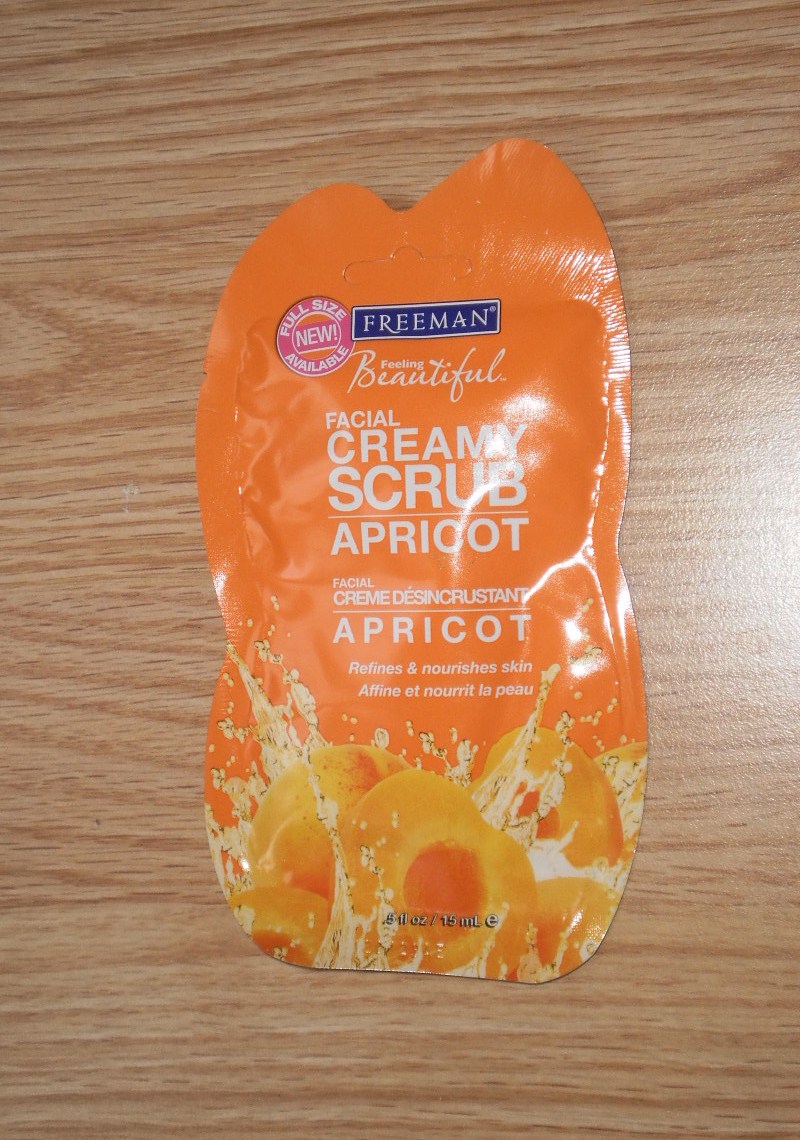 FULL SIZE
NEW!
AVAILABLE
FREEMAN®
Feeling
Beautiful™
FACIAL
CREAMY
SCRUB
APRICOT
FACIAL
CREME DÉSINCRUSTANT
APRICOT
Refines & nourishes skin
Affine et nourrit la peau
.5 fl oz / 15 mL e